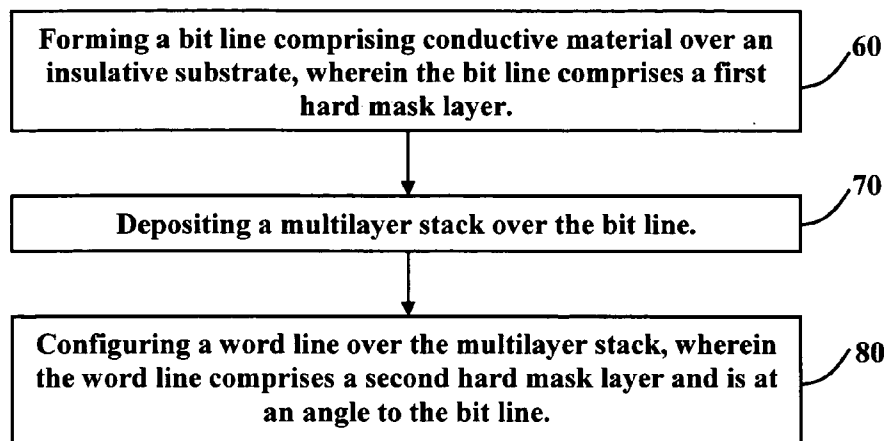 Forming a bit line comprising conductive material over an
insulative substrate, wherein the bit line comprises a first
hard mask layer.
60
Depositing a multilayer stack over the bit line.
70
Configuring a word line over the multilayer stack, wherein
the word line comprises a second hard mask layer and is at
an angle to the bit line.
80